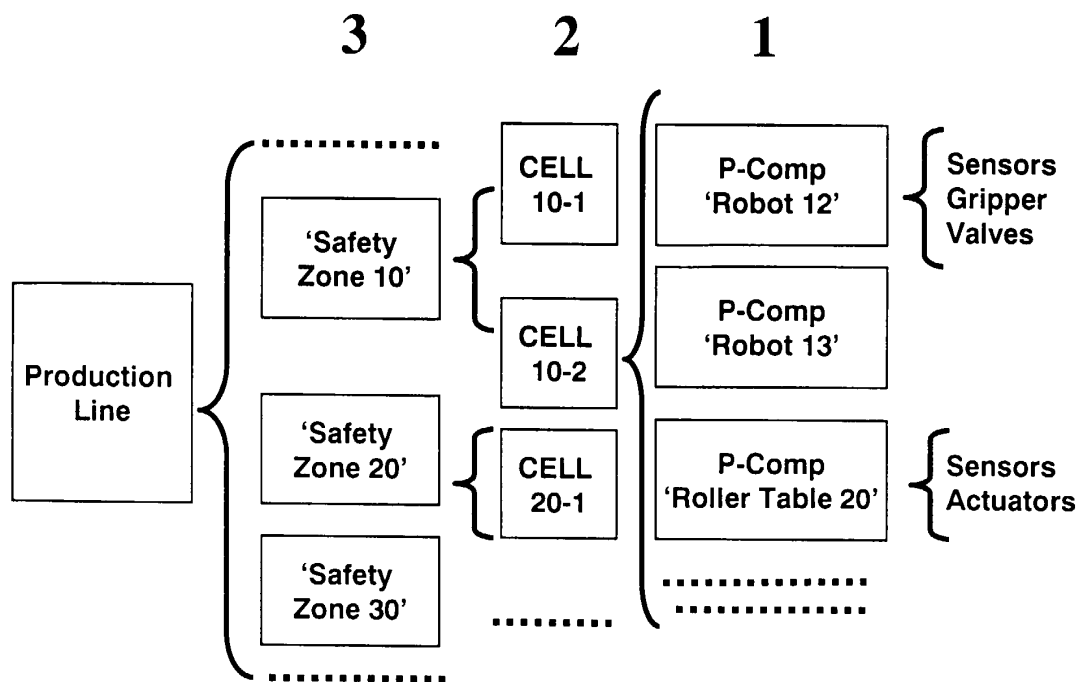 3
2
1
Production
Line
‘Safety
Zone 10’
‘Safety
Zone 20’
‘Safety
Zone 30’
CELL
10-1
CELL
10-2
CELL
20-1
P-Comp
‘Robot 12’
P-Comp
‘Robot 13’
P-Comp
‘Roller Table 20’
Sensors
Gripper
Valves
Sensors
Actuators